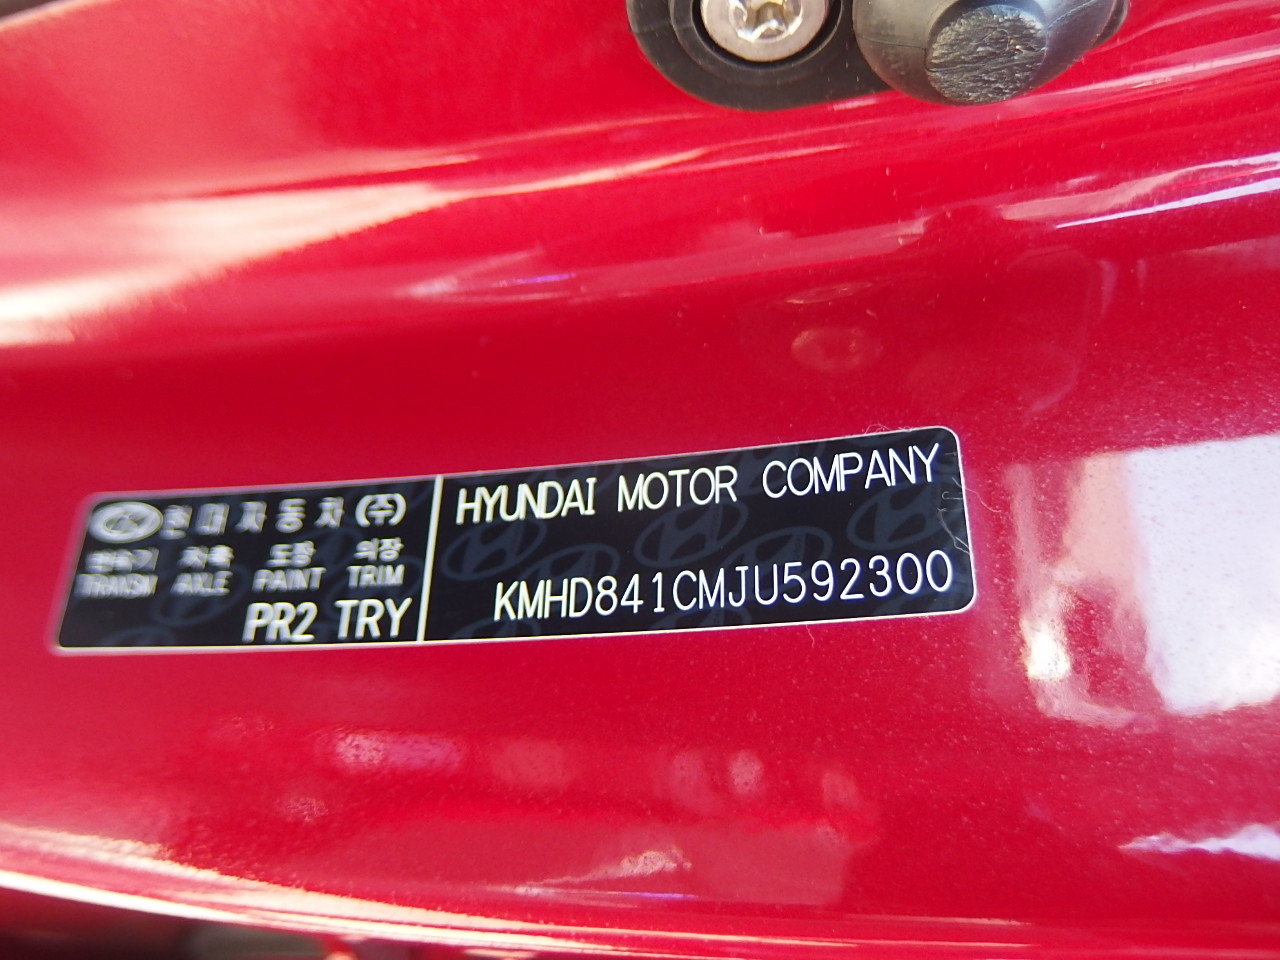 현대자동차(주)
변속기 차축 도장 의장
TRANSM AXLE PAINT TRIM
PR2 TRY
HYUNDAI MOTOR COMPANY
KMHD841CMJU592300